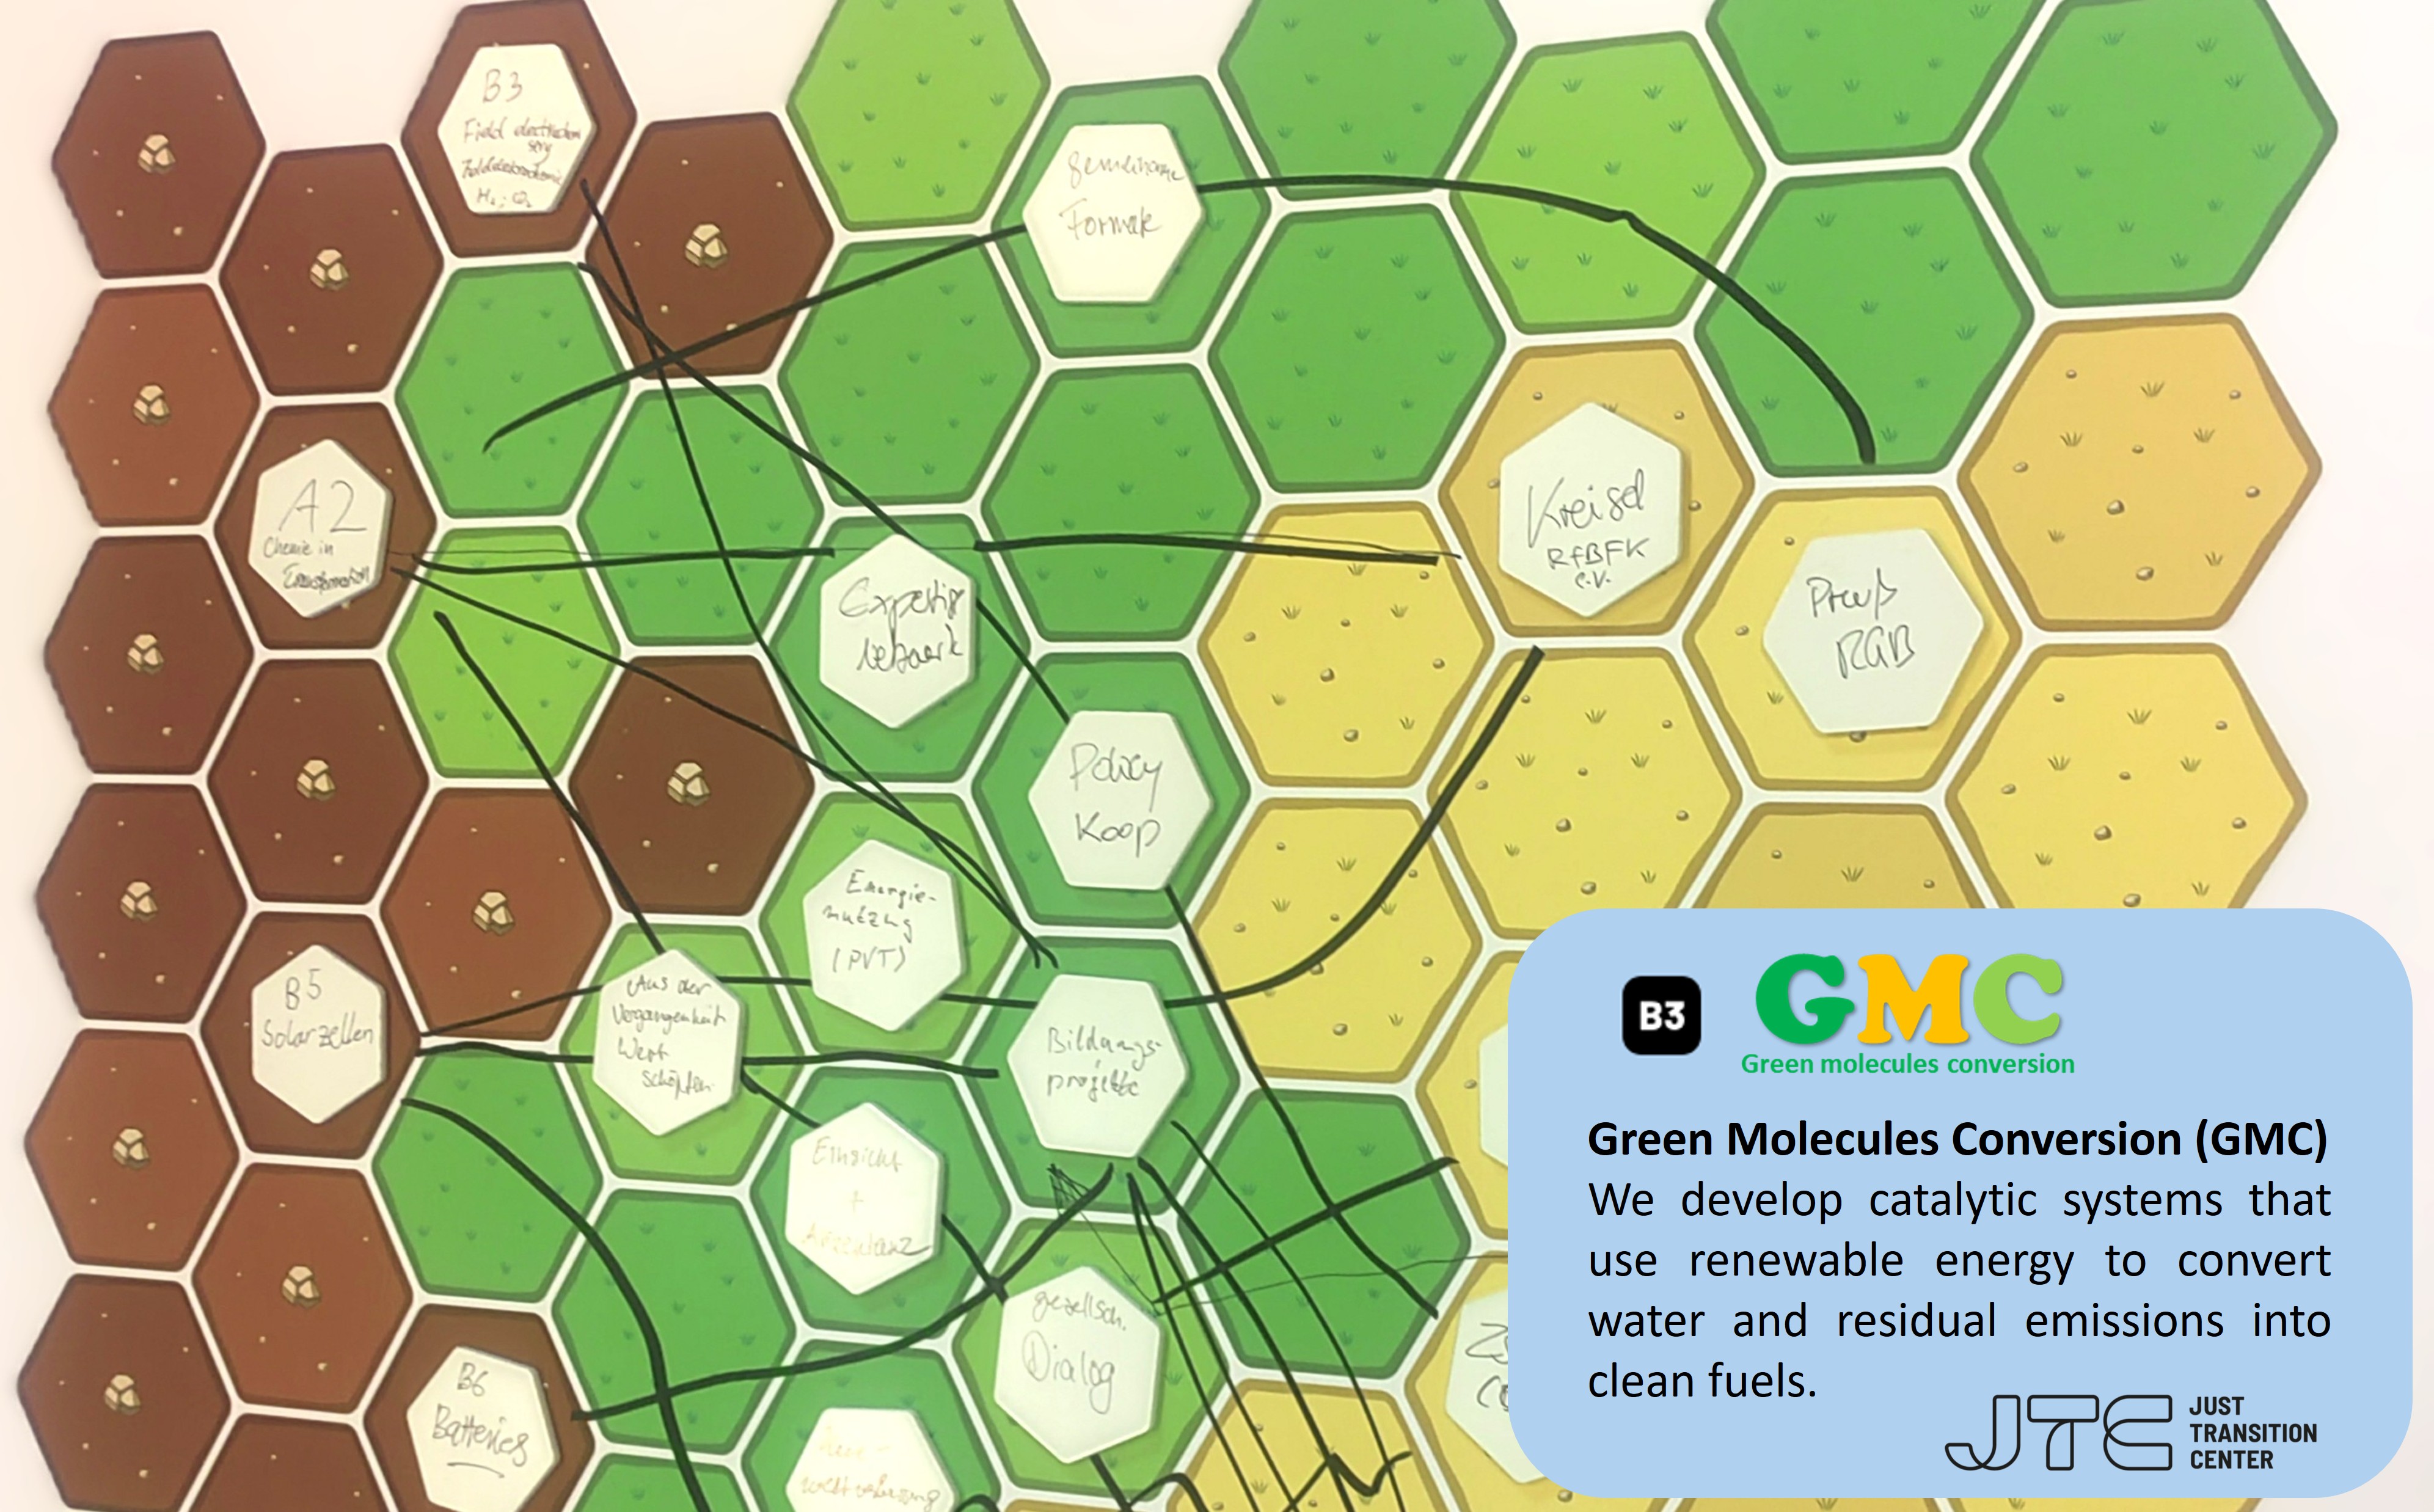 B3
Field
H₂;
gemeinsame
Formate
A2
Chemie in
Transformation
Expertise
netzwerk
Kreisel
RfBFK
e.V.
Preuß
RGB
Policy
Koop
Energie-
nutzung
(PVT)
B5
Solarzellen
Aus der
Vergangenheit
Wert
schöpfen
Bildungs-
projekte
Einsicht
+
Akzeptanz
gesellsch.
Dialog
B6
Batteries
B3
GMC
Green molecules conversion
Green Molecules Conversion (GMC)
We develop catalytic systems that
use renewable energy to convert
water and residual emissions into
clean fuels.
JTC
JUST
TRANSITION
CENTER